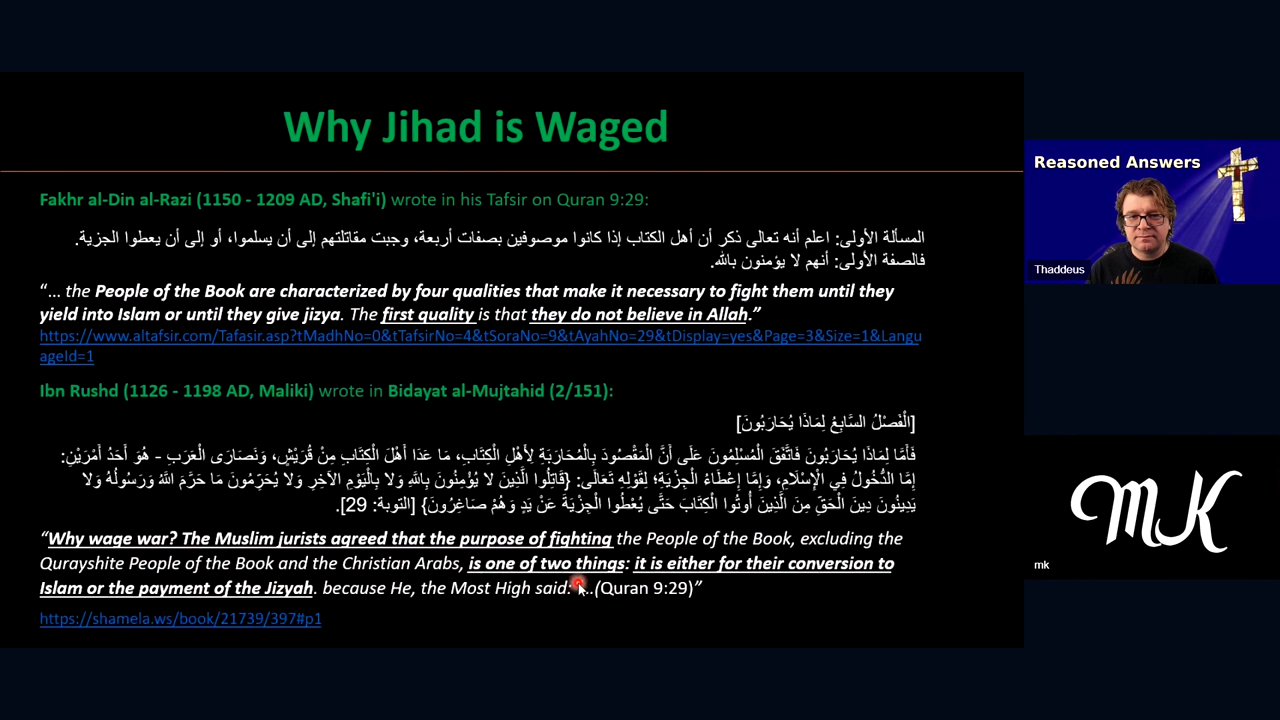 Why Jihad is Waged
Fakhr al-Din al-Razi (1150 - 1209 AD, Shafi'i) wrote in his Tafsir on Quran 9:29:
المسألة الأولى: اعلم أنه تعالى ذكر أن أهل الكتاب إذا كانوا موصوفين بصفات أربعة، وجبت مقاتلتهم إلى أن يسلموا، أو إلى أن يعطوا الجزية.
فالصفة الأولى: أنهم لا يؤمنون بالله.
“... the People of the Book are characterized by four qualities that make it necessary to fight them until they
yield into Islam or until they give jizya. The first quality is that they do not believe in Allah.”
https://www.altafsir.com/Tafasir.asp?tMadhNo=0&tTafsirNo=4&tSoraNo=9&tAyahNo=29&tDisplay=yes&Page=3&Size=1&Langu
ageId=1
Ibn Rushd (1126 - 1198 AD, Maliki) wrote in Bidayat al-Mujtahid (2/151):
[الْفَصْلُ السَّابِعُ لِمَاذَا يُحَارَبُونَ]
فَأَمَّا لِمَاذَا يُحَارَبُونَ فَاتَّفَقَ الْمُسْلِمُونَ عَلَى أَنَّ الْمَقْصُودَ بِالْمُحَارَبَةِ لِأَهْلِ الْكِتَابِ، مَا عَدَا أَهْلَ الْكِتَابِ مِنْ قُرَيْشٍ، وَنَصَارَى الْعَرَبِ - هُوَ أَحَدُ أَمْرَيْنِ:
إِمَّا الدُّخُولُ فِي الْإِسْلَامِ، وَإِمَّا إِعْطَاءُ الْجِزْيَةِ؛ لِقَوْلِهِ تَعَالَى: {قَاتِلُوا الَّذِينَ لَا يُؤْمِنُونَ بِاللَّهِ وَلَا بِالْيَوْمِ الآخِرِ وَلَا يُحَرِّمُونَ مَا حَرَّمَ اللَّهُ وَرَسُولُهُ وَلَا
يَدِينُونَ دِينَ الْحَقِّ مِنَ الَّذِينَ أُوتُوا الْكِتَابَ حَتَّى يُعْطُوا الْجِزْيَةَ عَنْ يَدٍ وَهُمْ صَاغِرُونَ} [التوبة: 29].
“Why wage war? The Muslim jurists agreed that the purpose of fighting the People of the Book, excluding the
Qurayshite People of the Book and the Christian Arabs, is one of two things: it is either for their conversion to
Islam or the payment of the Jizyah. because He, the Most High said: “...(Quran 9:29)”
https://shamela.ws/book/21739/397#p1
Reasoned Answers
Thaddeus
MK
mk